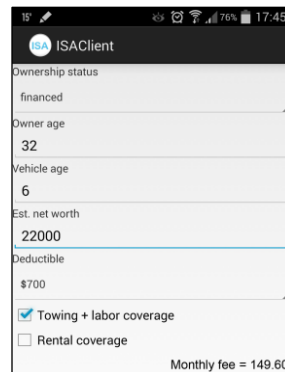 15° 76% 17:45
ISA ISAClient
Ownership status
financed
Owner age
32
Vehicle age
6
Est. net worth
22000
Deductible
$700
Towing + labor coverage
Rental coverage
Monthly fee = 149.60